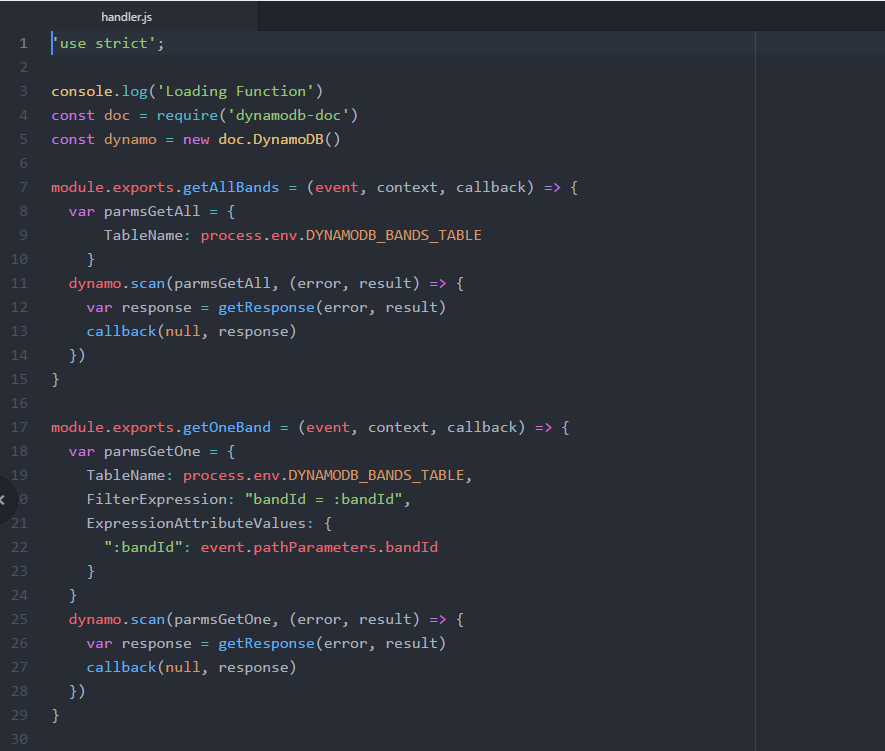 handler.js
1 'use strict';
2
3 console.log('Loading Function')
4 const doc = require('dynamodb-doc')
5 const dynamo = new doc.DynamoDB()
6
7 module.exports.getAllBands = (event, context, callback) => {
8   var parmsGetAll = {
9       TableName: process.env.DYNAMODB_BANDS_TABLE
10     }
11   dynamo.scan(parmsGetAll, (error, result) => {
12     var response = getResponse(error, result)
13     callback(null, response)
14   })
15 }
16
17 module.exports.getOneBand = (event, context, callback) => {
18   var parmsGetOne = {
19     TableName: process.env.DYNAMODB_BANDS_TABLE,
0     FilterExpression: "bandId = :bandId",
21     ExpressionAttributeValues: {
22       ":bandId": event.pathParameters.bandId
23     }
24   }
25   dynamo.scan(parmsGetOne, (error, result) => {
26     var response = getResponse(error, result)
27     callback(null, response)
28   })
29 }
30